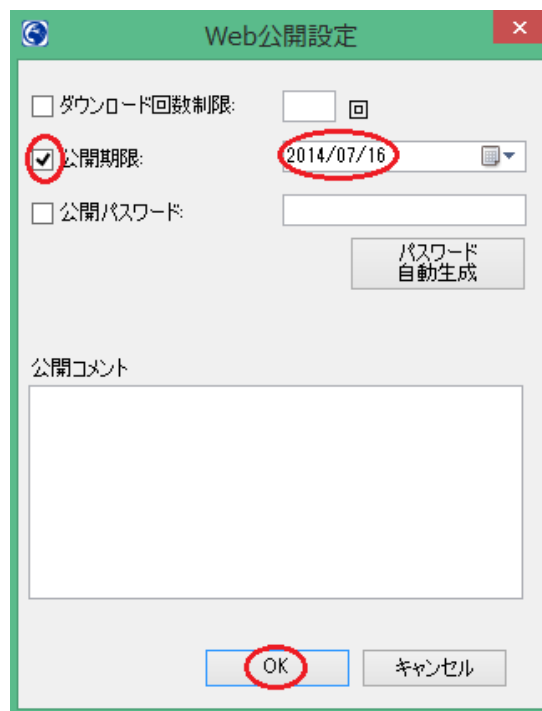 Web公開設定
ダウンロード回数制限: 回
公開期限: 2014/07/16
公開パスワード:
パスワード
自動生成
公開コメント
OK キャンセル